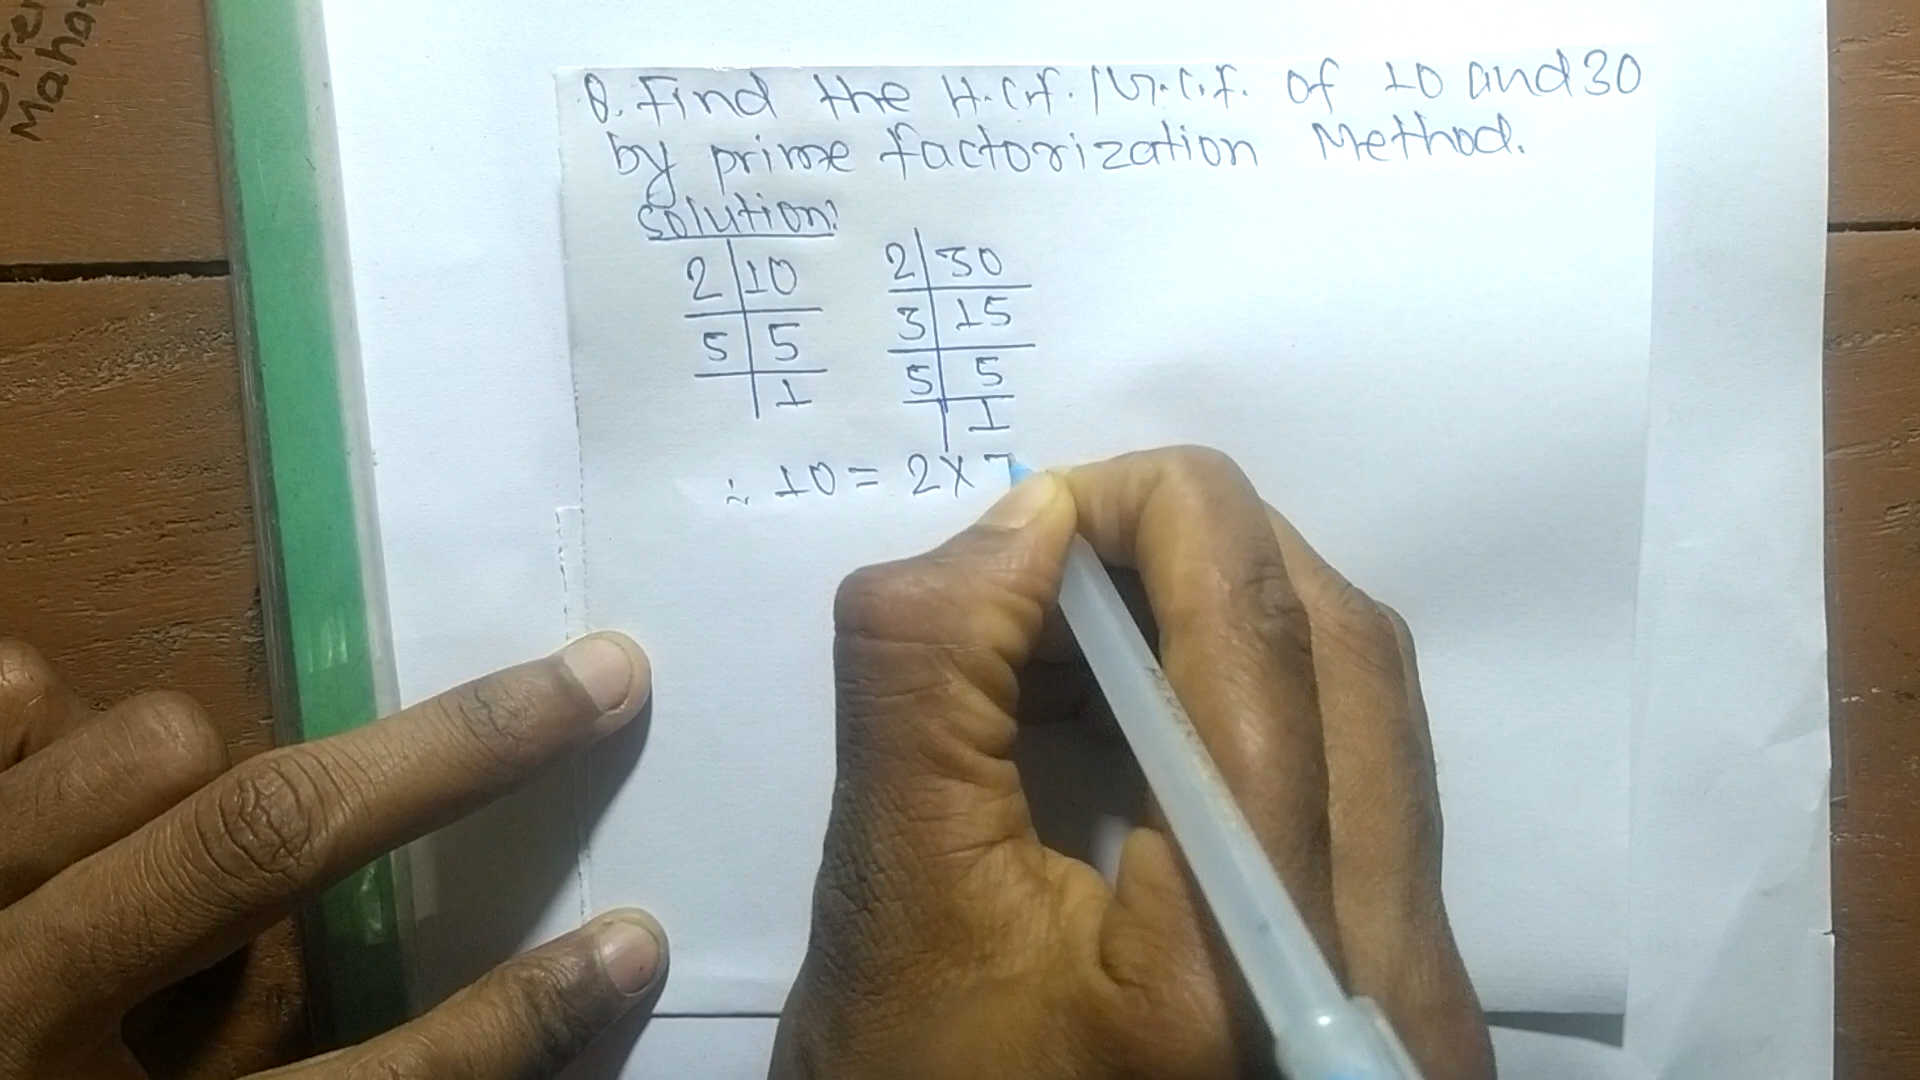 Q. Find the H.C.F. / G.C.F. of 10 and 30
by prime factorization Method.
Solution:
2 | 10
5 | 5
1
2 | 30
3 | 15
5 | 5
1
∴ 10 = 2 ×
Mahar